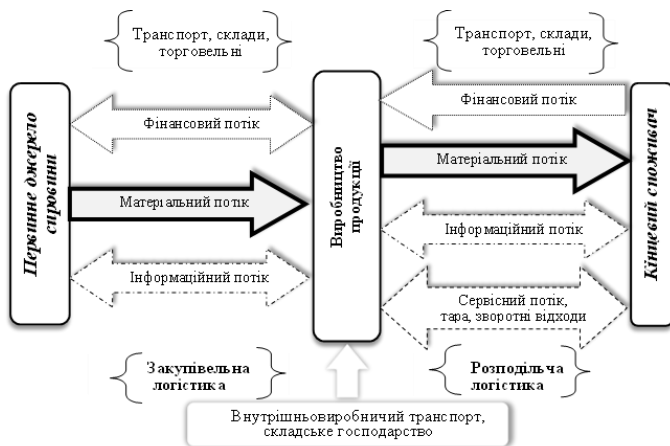 Транспорт, склади,
торговельні
Транспорт, склади,
торговельні
Первинне джерело
сировини
Фінансовий потік
Матеріальний потік
Інформаційний потік
Виробництво
продукції
Фінансовий потік
Матеріальний потік
Інформаційний потік
Сервісний потік,
тара, зворотні відходи
Кінцевий споживач
Закупівельна
логістика
Розподільча
логістика
Внутрішньовиробничий транспорт,
складське господарство